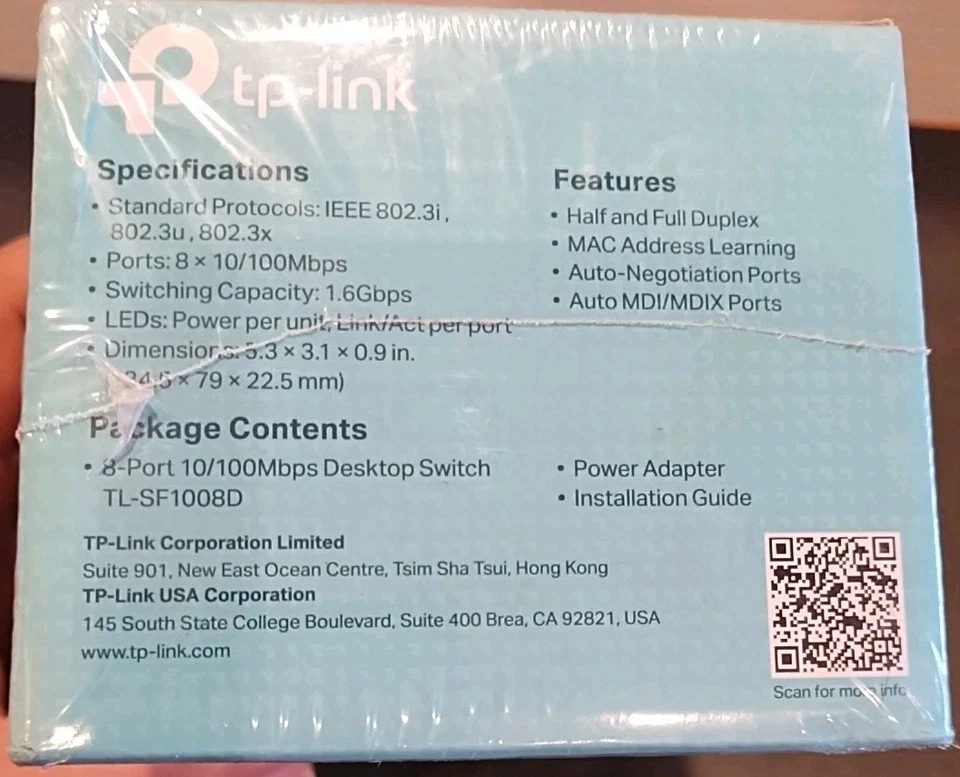 tp-link
Specifications
• Standard Protocols: IEEE 802.3i,
802.3u, 802.3x
• Ports: 8 × 10/100Mbps
• Switching Capacity: 1.6Gbps
• LEDs: Power per unit, Link/Act per port
• Dimensions: 5.3 × 3.1 × 0.9 in.
× 79 × 22.5 mm)
Features
• Half and Full Duplex
• MAC Address Learning
• Auto-Negotiation Ports
• Auto MDI/MDIX Ports
Package Contents
• 8-Port 10/100Mbps Desktop Switch
TL-SF1008D
• Power Adapter
• Installation Guide
TP-Link Corporation Limited
Suite 901, New East Ocean Centre, Tsim Sha Tsui, Hong Kong
TP-Link USA Corporation
145 South State College Boulevard, Suite 400 Brea, CA 92821, USA
www.tp-link.com
Scan for more info